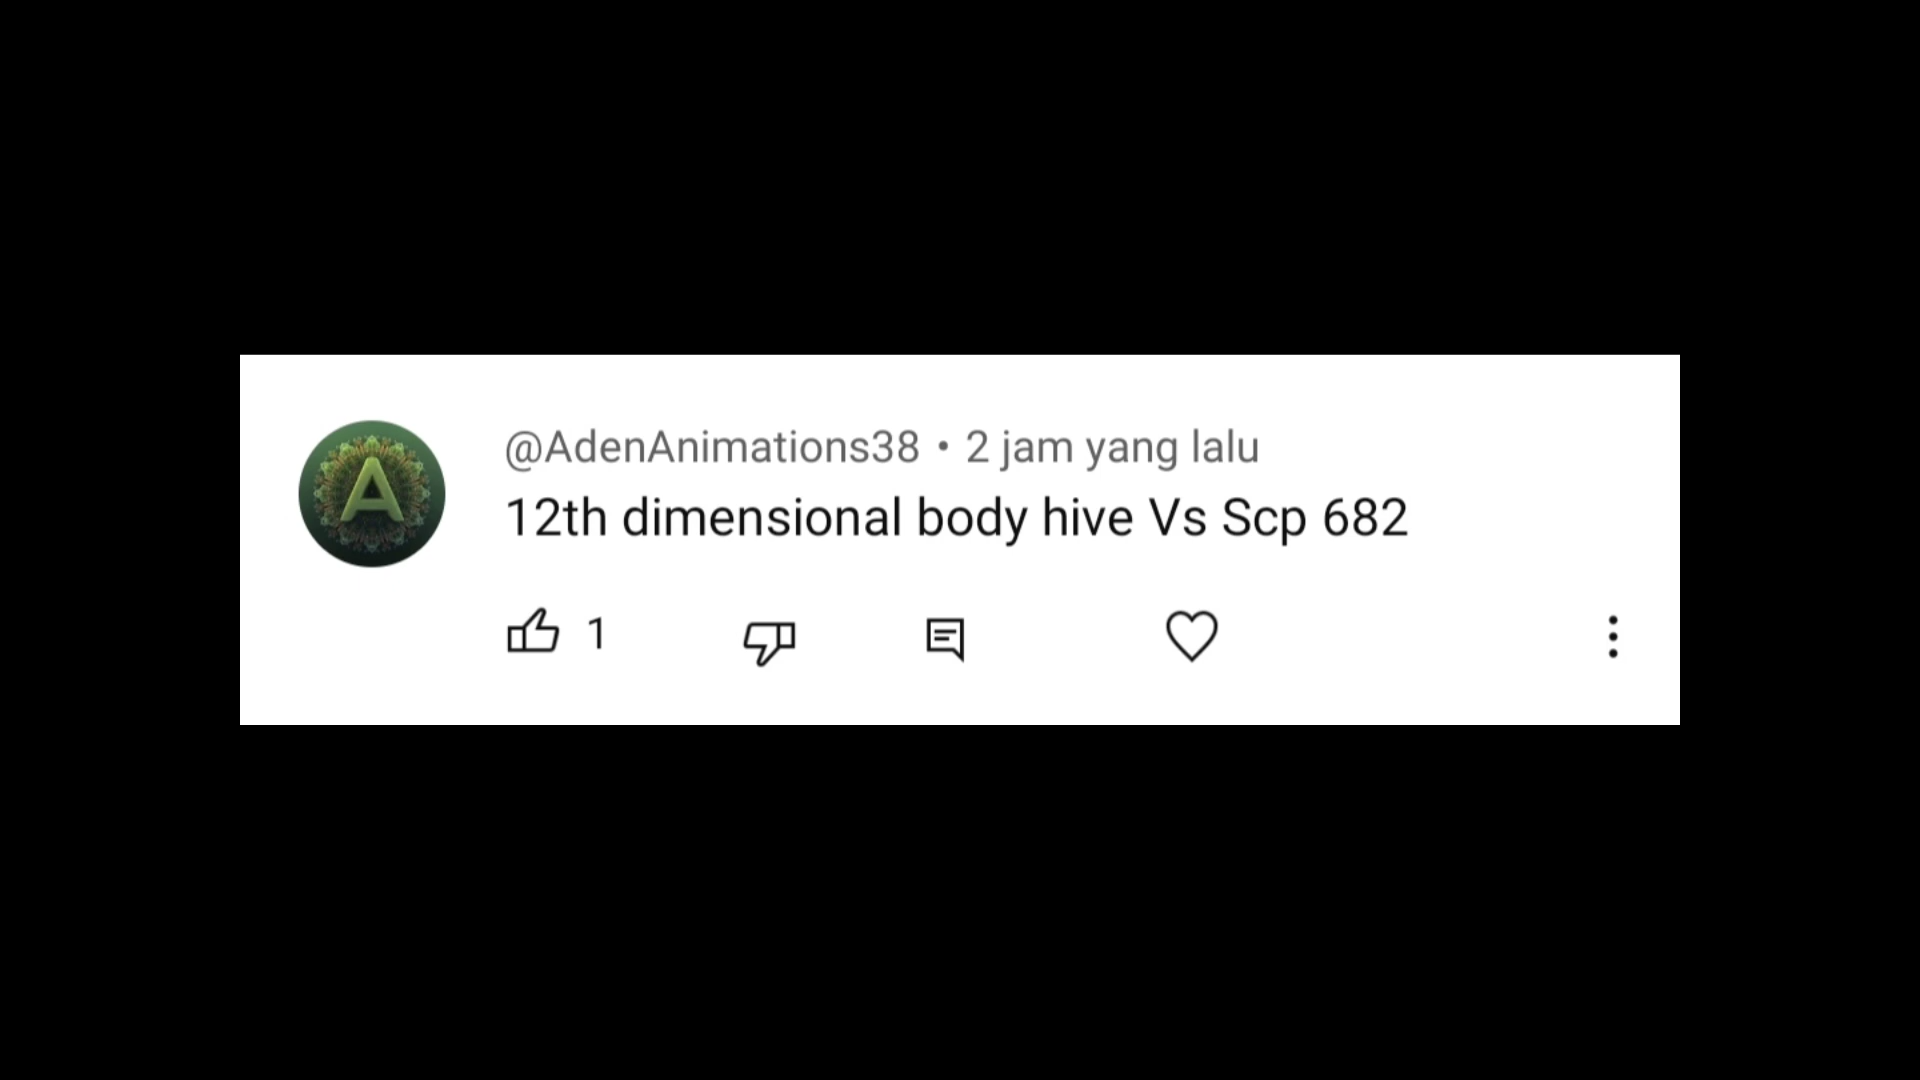 A
@AdenAnimations38 • 2 jam yang lalu
12th dimensional body hive Vs Scp 682
1